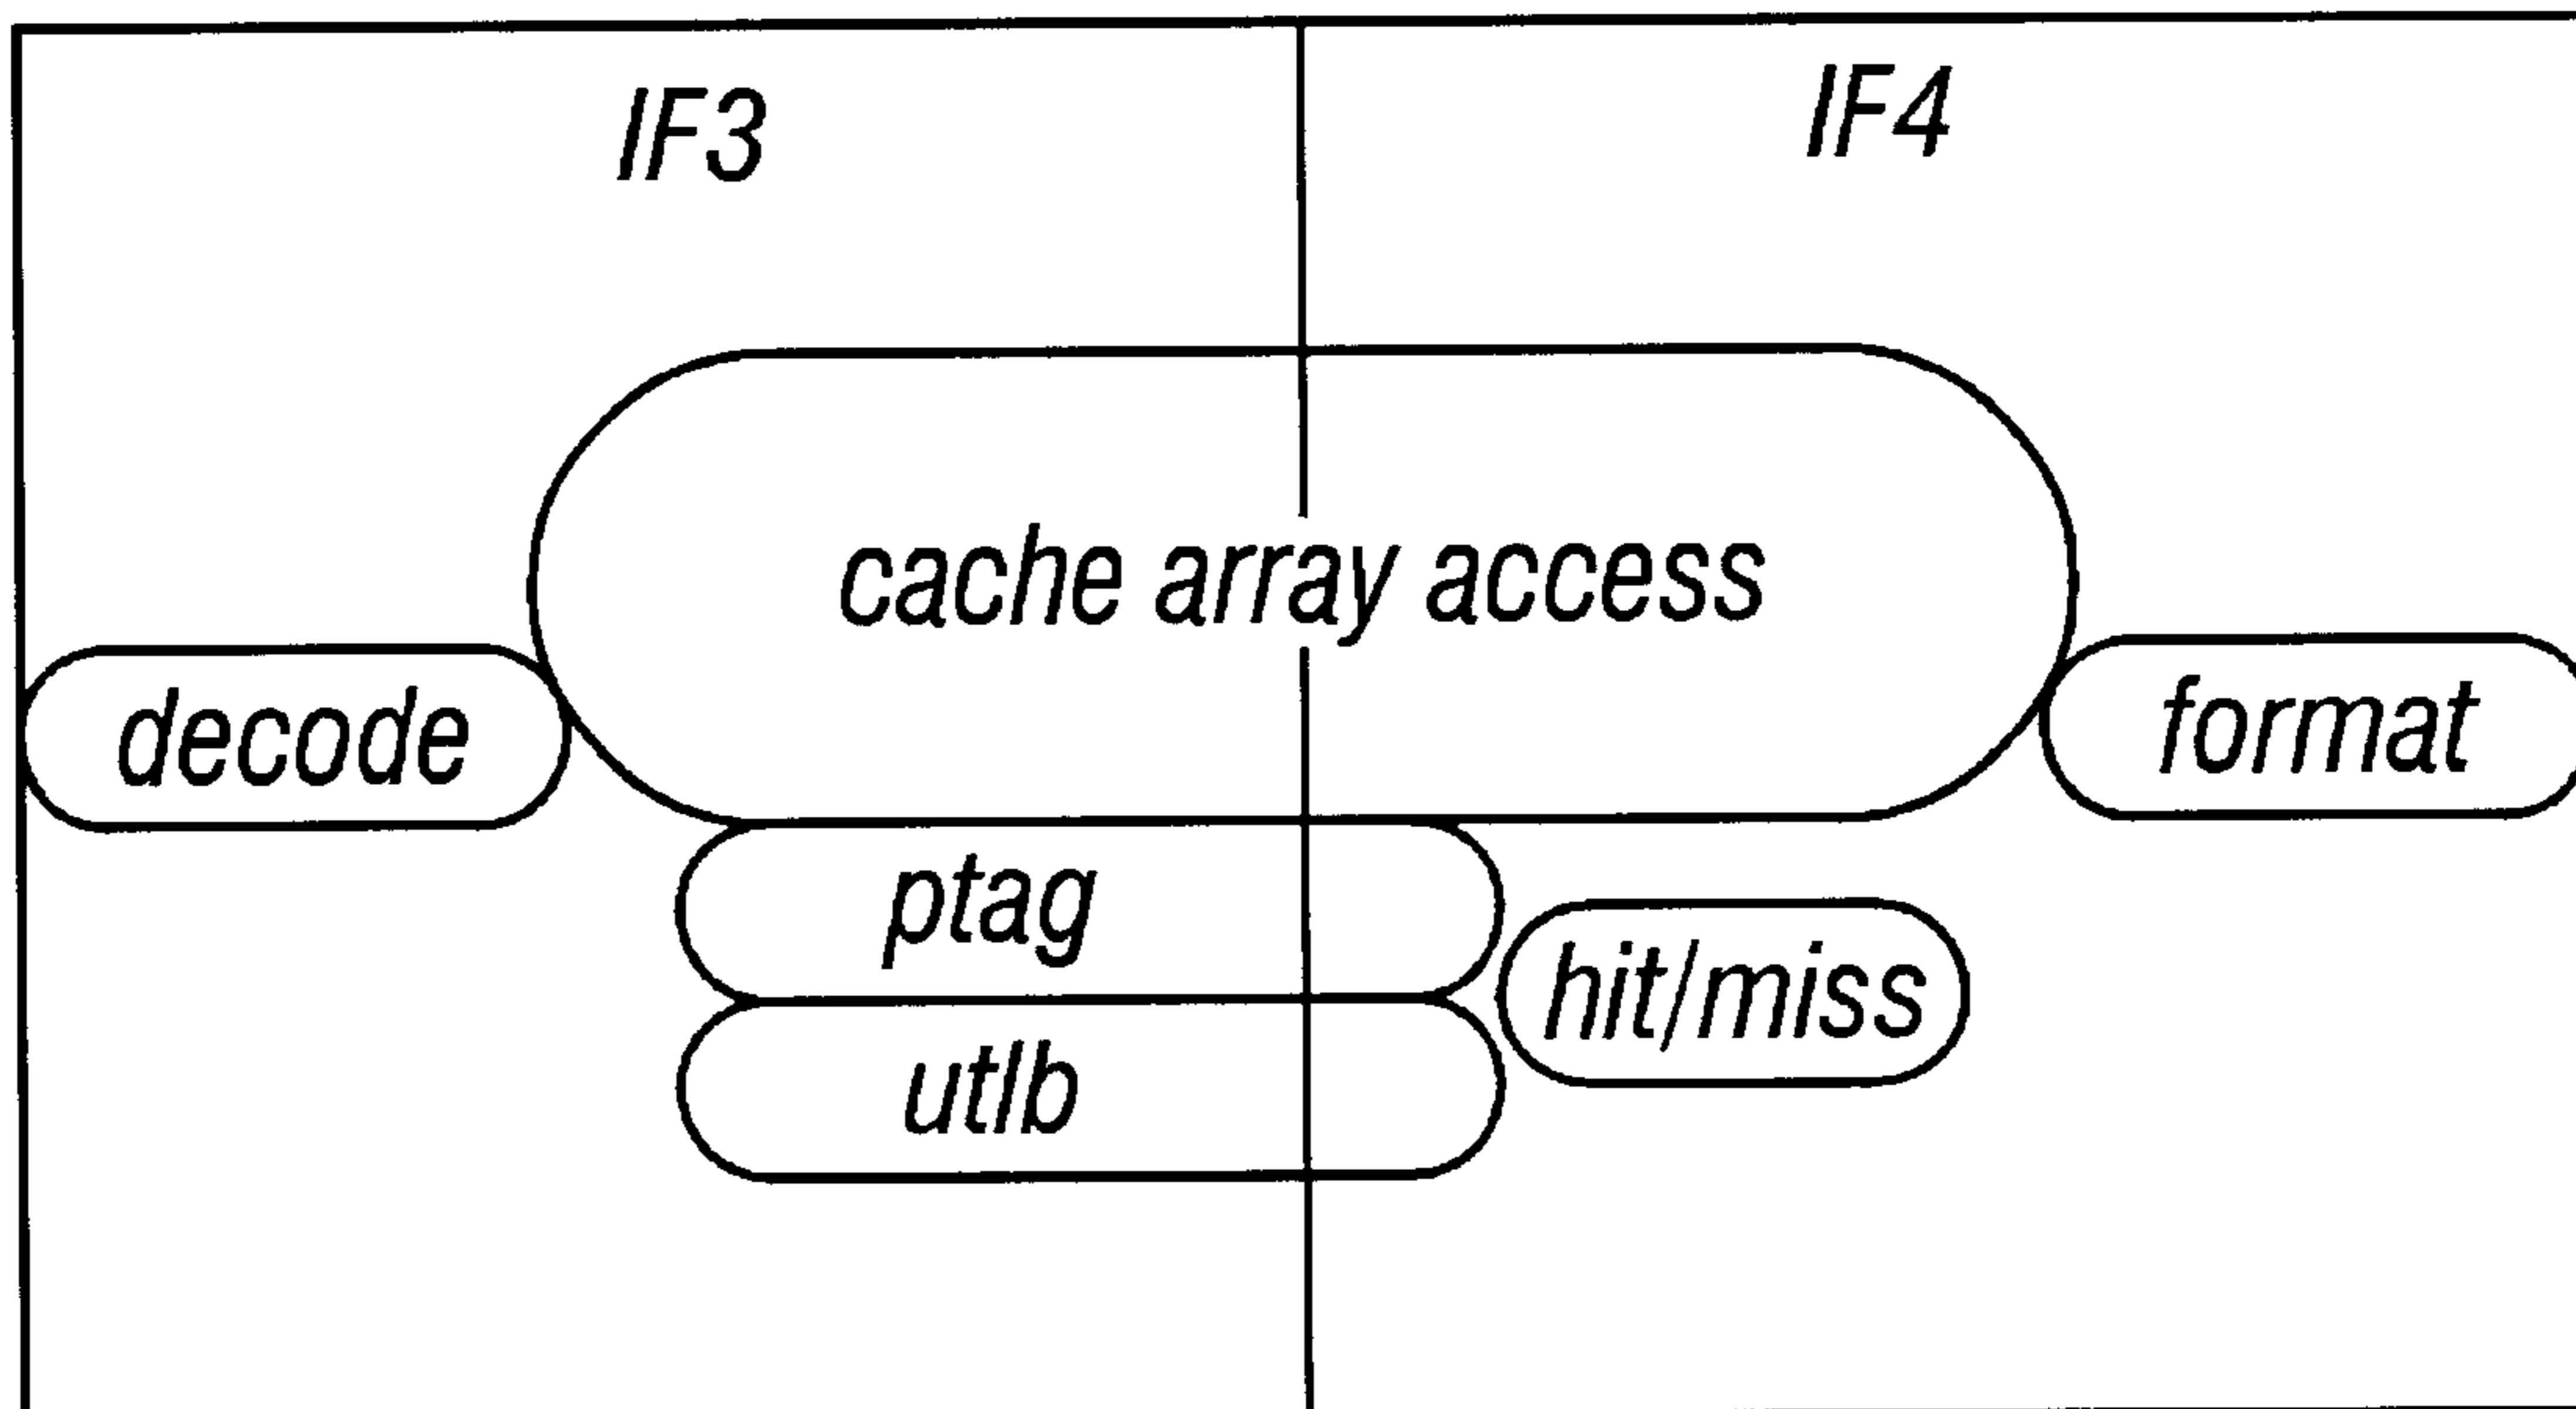 IF3
IF4
cache array access
decode
format
ptag
hit/miss
utlb